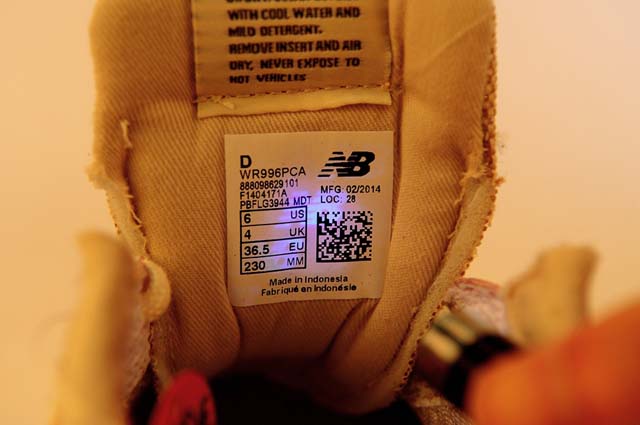 WITH COOL WATER AND
MILD DETERGENT.
REMOVE INSERT AND AIR
DRY, NEVER EXPOSE TO
HOT VEHICLES
D
WR996PCA
888098629101
F1404171A
PBFLG3944 MDT
NB
MFG: 02/2014
LOC: 28
6 US
4 UK
36.5 EU
230 MM
Made in Indonesia
Fabriqué en Indonésie